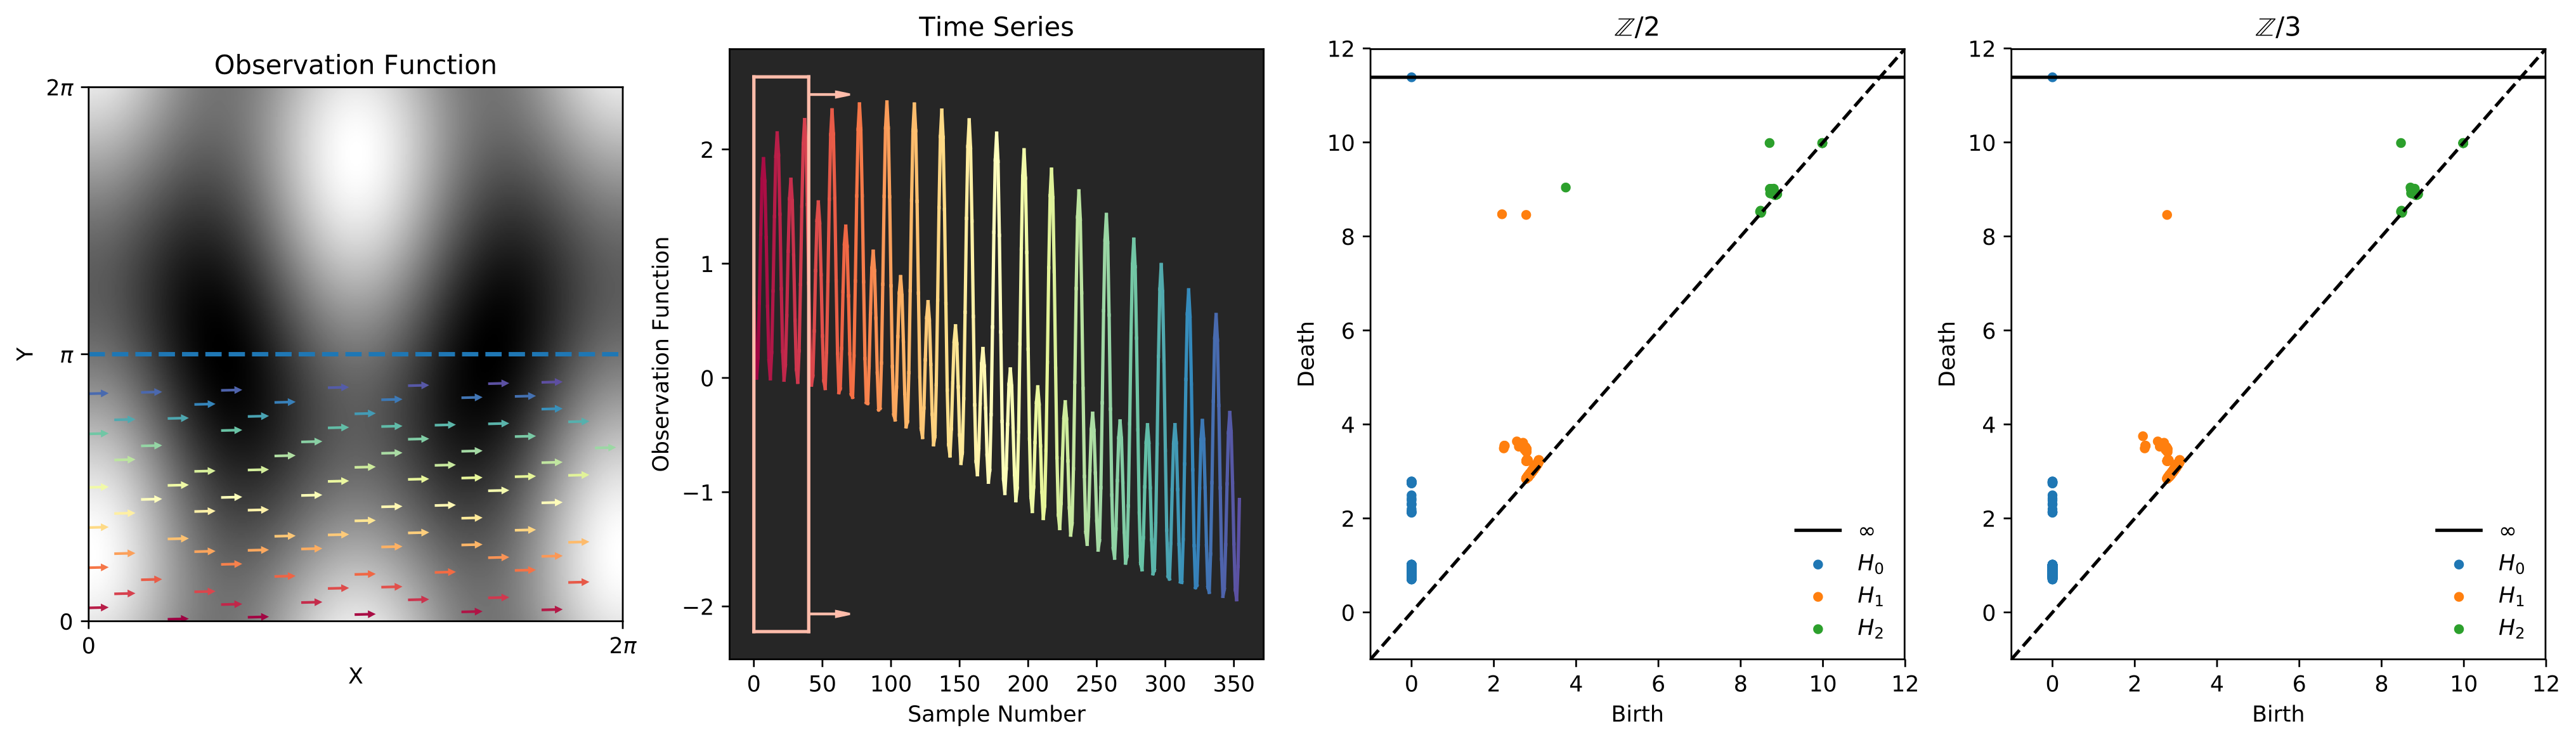 Observation Function
2π
π
0
Y
0
2π
X
Time Series
2
1
0
−1
−2
Observation Function
0
50
100
150
200
250
300
350
Sample Number
ℤ/2
12
10
8
6
4
2
0
Death
∞
H₀
H₁
H₂
0
2
4
6
8
10
12
Birth
ℤ/3
12
10
8
6
4
2
0
Death
∞
H₀
H₁
H₂
0
2
4
6
8
10
12
Birth